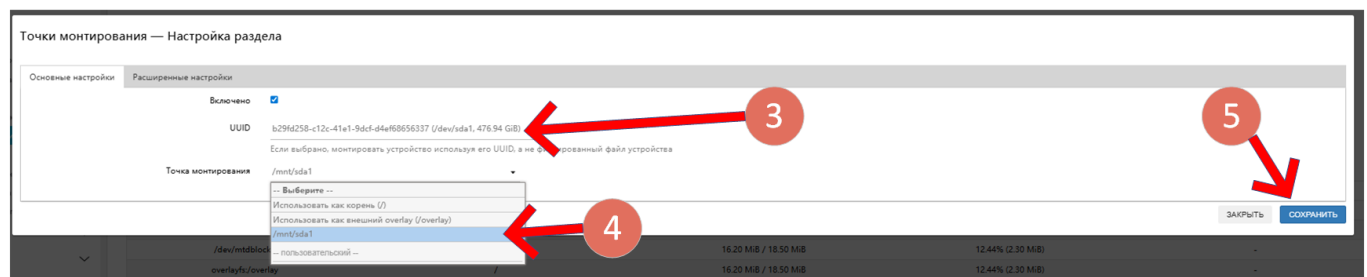 Точки монтирования — Настройка раздела
Основные настройки Расширенные настройки
Включено
UUID b29fd258-c12c-41e1-9dcf-d4ef68656337 (/dev/sda1, 476.94 GiB)
3
5
Если выбрано, монтировать устройство используя его UUID, а не фиксированный файл устройства
Точка монтирования /mnt/sda1
-- Выберите --
Использовать как корень (/)
Использовать как внешний overlay (/overlay)
/mnt/sda1
4
ЗАКРЫТЬ СОХРАНИТЬ
-- пользовательский --
/dev/mtdblock 16.20 MiB / 18.50 MiB 12.44% (2.30 MiB) -
overlayfs:/overlay / 16.20 MiB / 18.50 MiB 12.44% (2.30 MiB) -